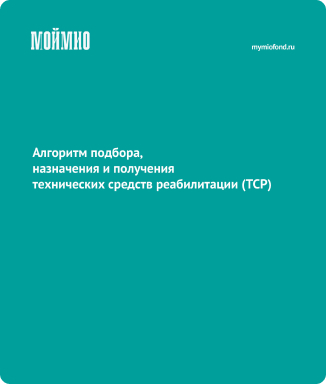 МОЙМИО
mymiofond.ru
Алгоритм подбора,
назначения и получения
технических средств реабилитации (ТСР)